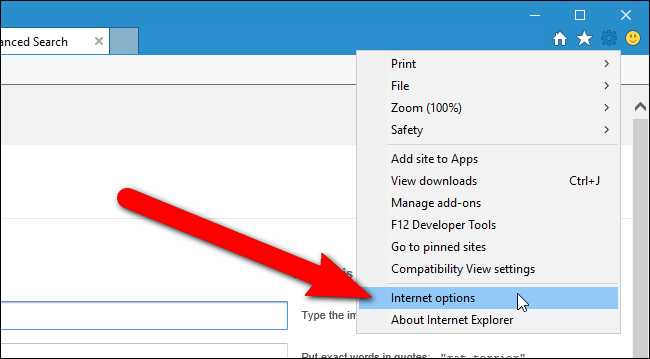 anced Search
Print
File
Zoom (100%)
Safety
Add site to Apps
View downloads Ctrl+J
Manage add-ons
F12 Developer Tools
Go to pinned sites
Compatibility View settings
is
Internet options
About Internet Explorer
Type the im
Put exact words in quotes: "rat terrier"